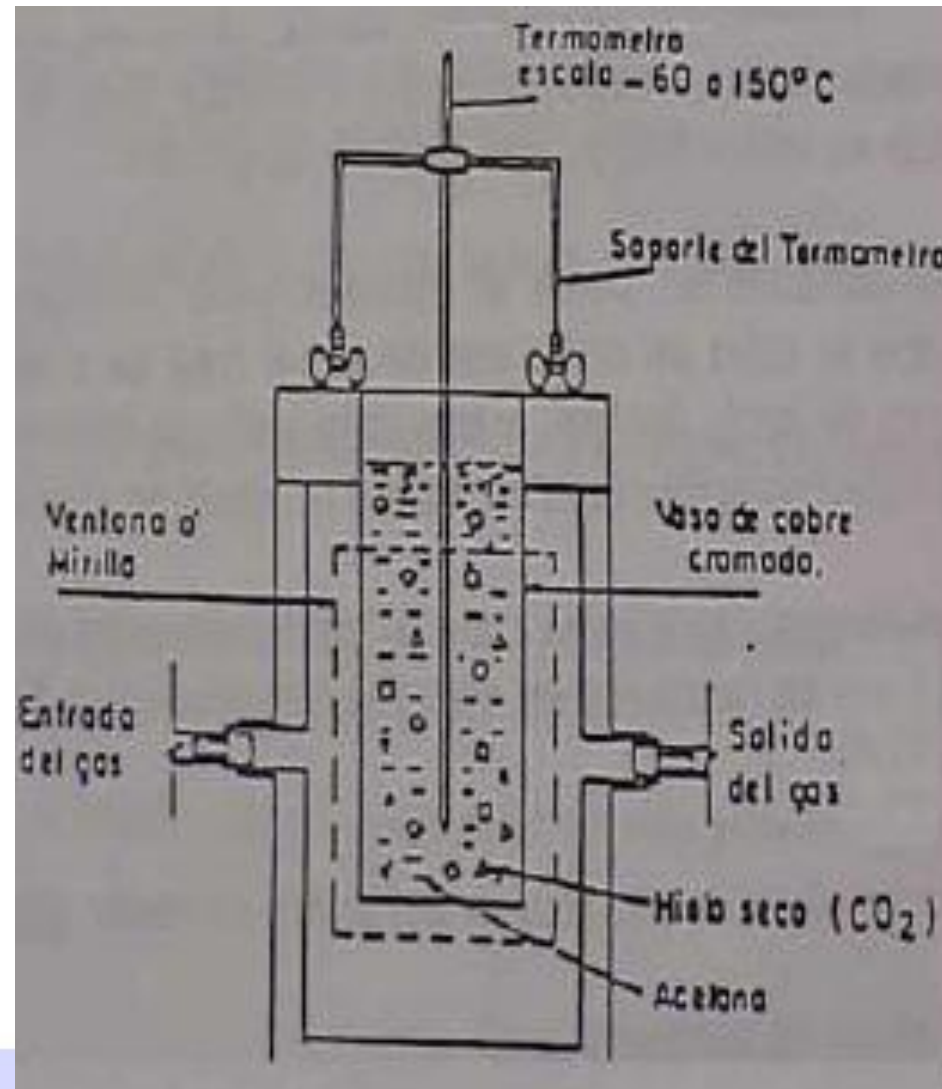 Termometro
escala -60 a 150°C
Soporte del Termometro
Ventana o'
Mirilla
Vaso de cobre
cromado.
Entrada
del gas
Salida
del gas
Hielo seco (CO₂)
Acetona